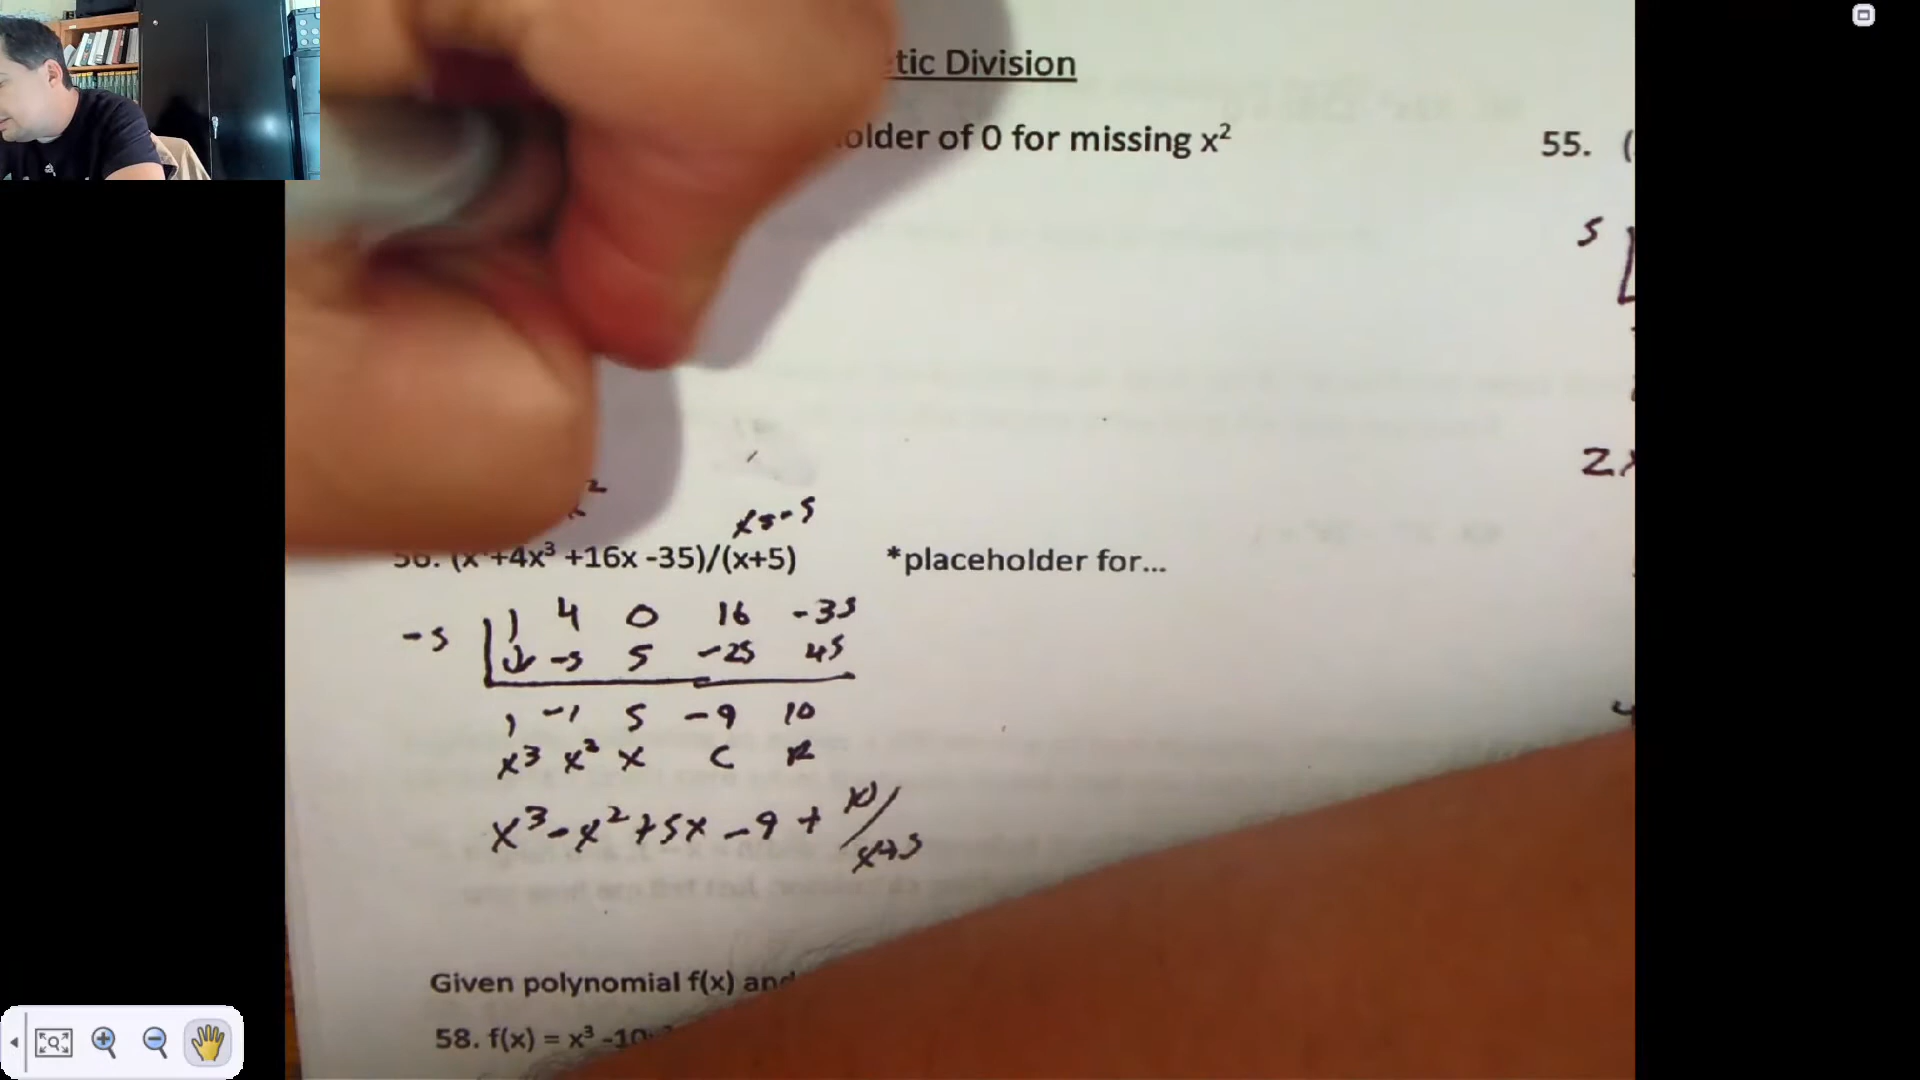 tic Division
older of 0 for missing x²
55. (
5
2x
x=-5
56. (x +4x³ +16x -35)/(x+5) *placeholder for...
-5 | 1 4 0 16 -35
↓ -5 5 -25 45
1 -1 5 -9 10
x³ x² x C R
x³-x²+5x-9+10/x+5
Given polynomial f(x) and
58. f(x) = x³ -10